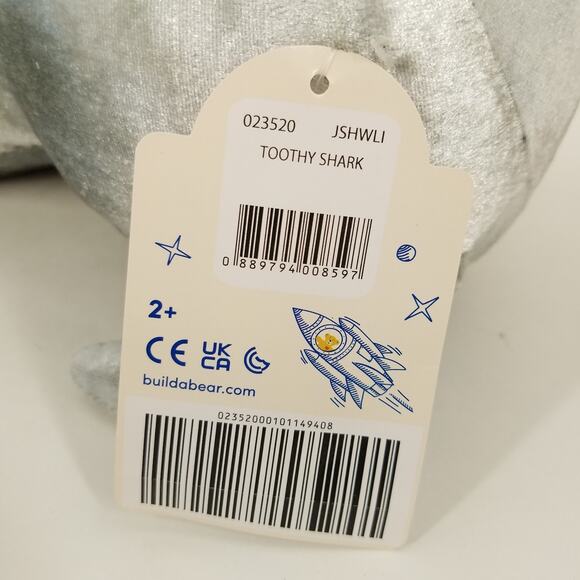 023520 JSHWLI
TOOTHY SHARK
0 889794 008597
2+
CE UK CA
buildabear.com
02352000101149408